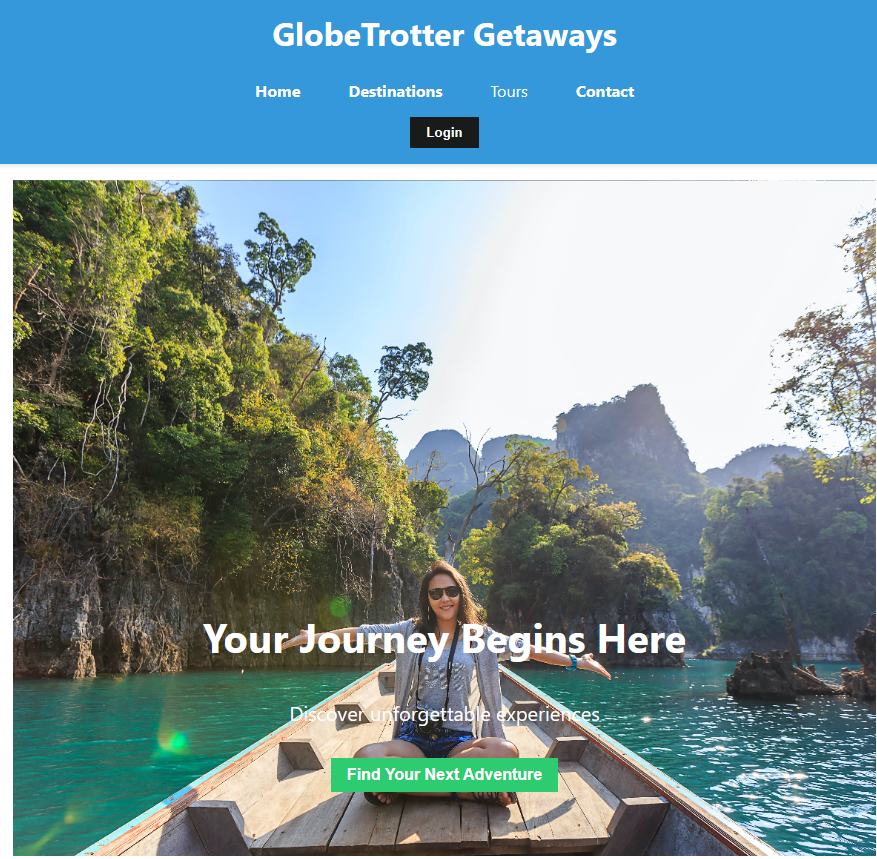 GlobeTrotter Getaways
Home Destinations Tours Contact
Login
Your Journey Begins Here
Discover unforgettable experiences
Find Your Next Adventure